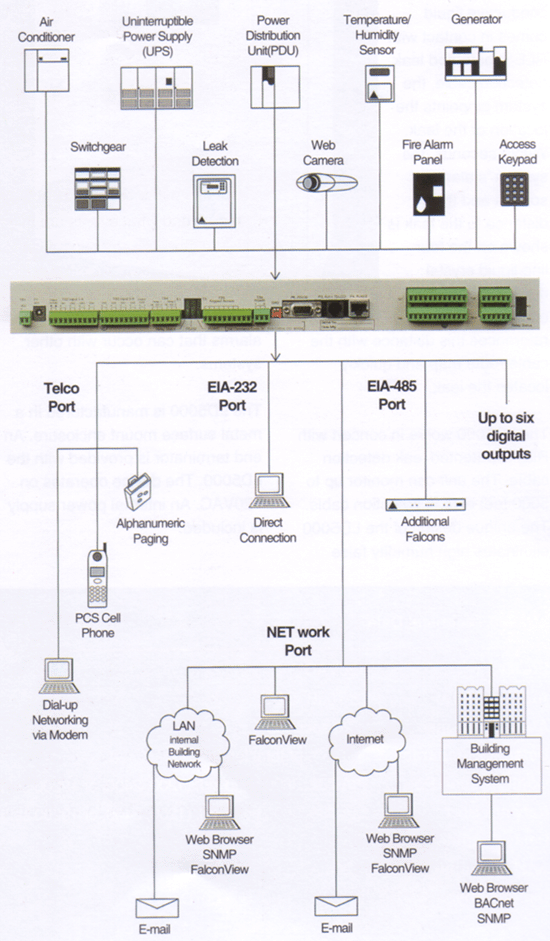 Air
Conditioner
Uninterruptible
Power Supply
(UPS)
Power
Distribution
Unit(PDU)
Temperature/
Humidity
Sensor
Generator
Switchgear
Leak
Detection
Web
Camera
Fire Alarm
Panel
Access
Keypad
Telco
Port
EIA-232
Port
EIA-485
Port
Up to six
digital
outputs
Alphanumeric
Paging
Direct
Connection
Additional
Falcons
PCS Cell
Phone
NET work
Port
Dial-up
Networking
via Modem
LAN
internal
Building
Network
FalconView
Internet
Building
Management
System
Web Browser
SNMP
FalconView
Web Browser
SNMP
FalconView
Web Browser
BACnet
SNMP
E-mail
E-mail